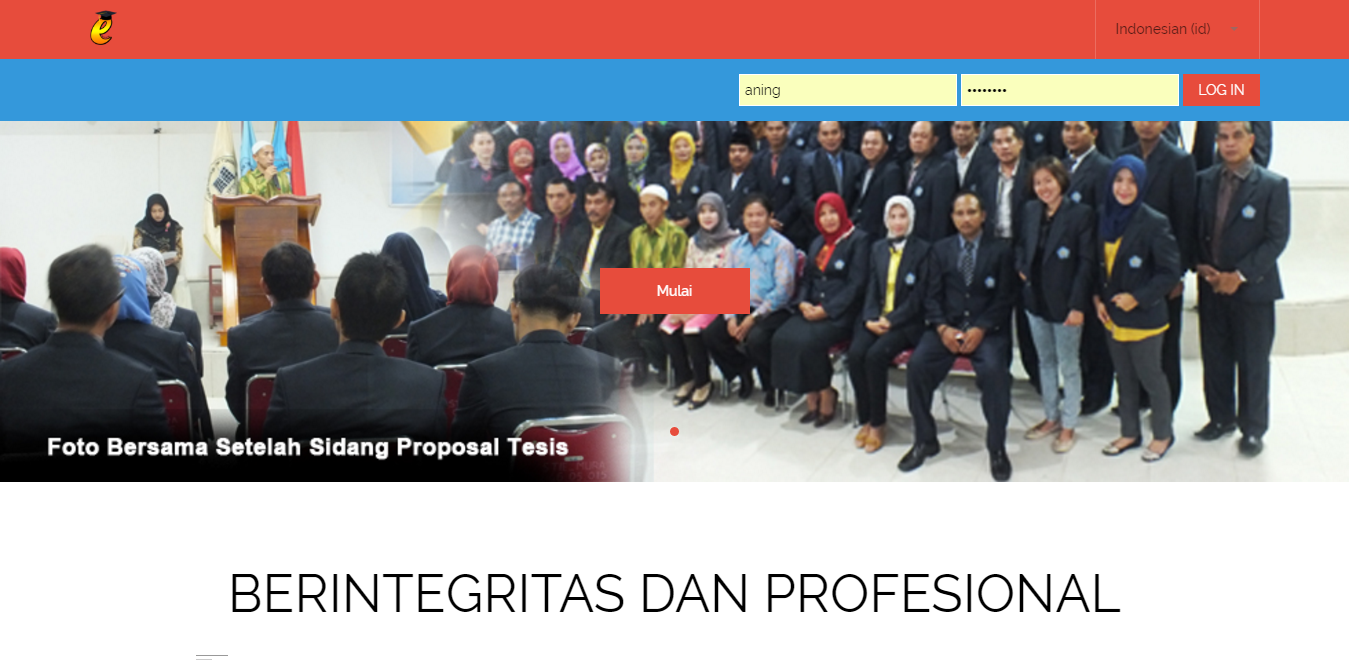 Indonesian (id)
aning
••••••••
LOG IN
Mulai
Foto Bersama Setelah Sidang Proposal Tesis
BERINTEGRITAS DAN PROFESIONAL